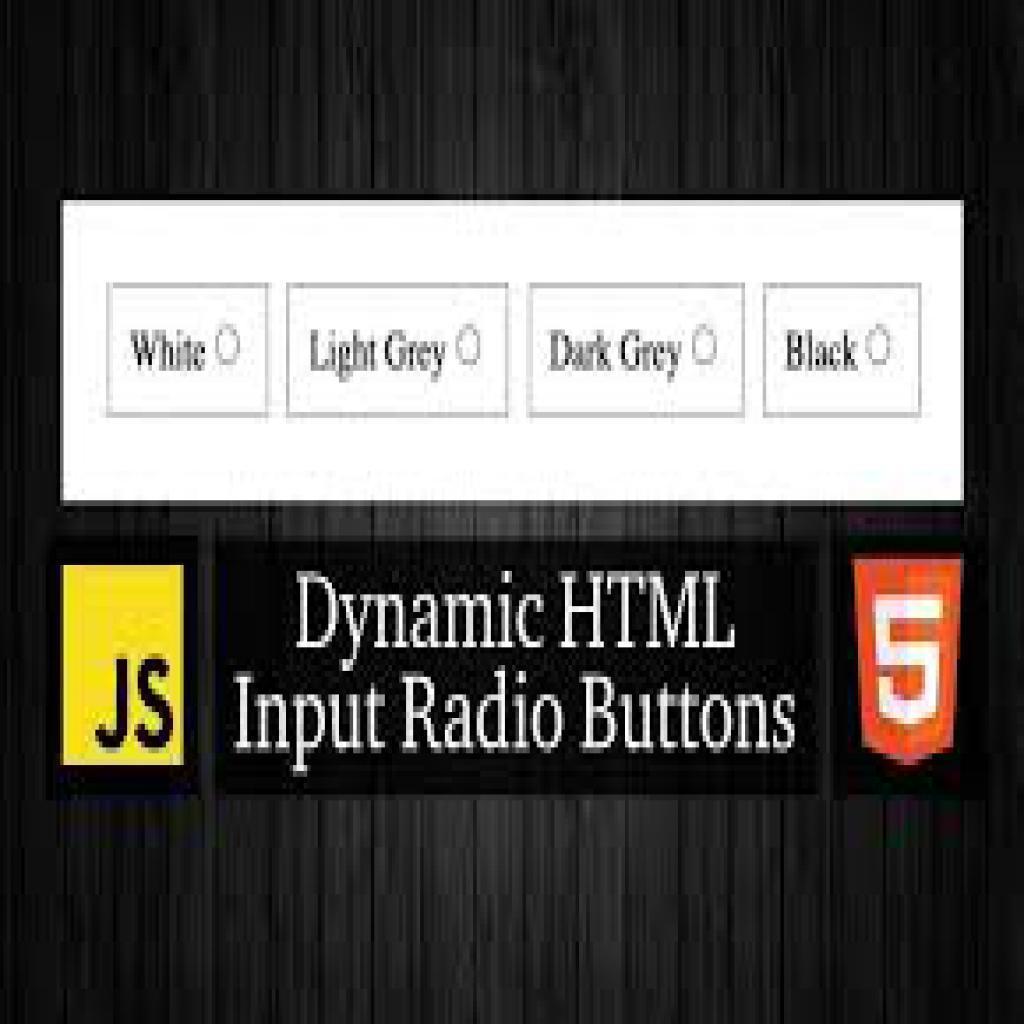 White Light Grey Dark Grey Black
Dynamic HTML
Input Radio Buttons
JS
5